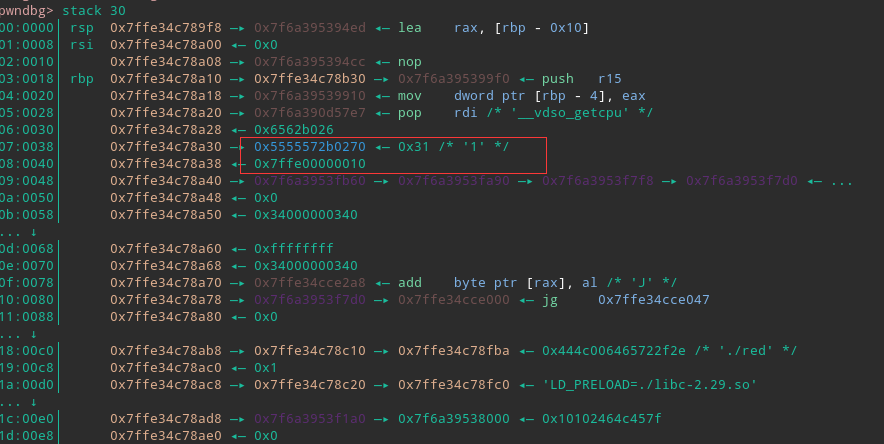 pwndbg> stack 30
00:0000│ rsp 0x7ffe34c789f8 —▸ 0x7f6a395394ed ◂— lea rax, [rbp - 0x10]
01:0008│ rsi 0x7ffe34c78a00 ◂— 0x0
02:0010│ 0x7ffe34c78a08 —▸ 0x7f6a395394cc ◂— nop
03:0018│ rbp 0x7ffe34c78a10 —▸ 0x7ffe34c78b30 —▸ 0x7f6a395399f0 ◂— push r15
04:0020│ 0x7ffe34c78a18 —▸ 0x7f6a39539910 ◂— mov dword ptr [rbp - 4], eax
05:0028│ 0x7ffe34c78a20 —▸ 0x7f6a390d57e7 ◂— pop rdi /* '__vdso_getcpu' */
06:0030│ 0x7ffe34c78a28 ◂— 0x6562b026
07:0038│ 0x7ffe34c78a30 —▸ 0x5555572b0270 ◂— 0x31 /* '1' */
08:0040│ 0x7ffe34c78a38 ◂— 0x7ffe00000010
09:0048│ 0x7ffe34c78a40 —▸ 0x7f6a3953fb60 —▸ 0x7f6a3953fa90 —▸ 0x7f6a3953f7f8 —▸ 0x7f6a3953f7d0 ◂— ...
0a:0050│ 0x7ffe34c78a48 ◂— 0x0
0b:0058│ 0x7ffe34c78a50 ◂— 0x34000000340
... ↓
0d:0068│ 0x7ffe34c78a60 ◂— 0xffffffff
0e:0070│ 0x7ffe34c78a68 ◂— 0x34000000340
0f:0078│ 0x7ffe34c78a70 —▸ 0x7ffe34cce2a8 ◂— add byte ptr [rax], al /* 'J' */
10:0080│ 0x7ffe34c78a78 —▸ 0x7f6a3953f7d0 —▸ 0x7ffe34cce000 ◂— jg 0x7ffe34cce047
11:0088│ 0x7ffe34c78a80 ◂— 0x0
... ↓
18:00c0│ 0x7ffe34c78ab8 —▸ 0x7ffe34c78c10 —▸ 0x7ffe34c78fba ◂— 0x444c006465722f2e /* './red' */
19:00c8│ 0x7ffe34c78ac0 ◂— 0x1
1a:00d0│ 0x7ffe34c78ac8 —▸ 0x7ffe34c78c20 —▸ 0x7ffe34c78fc0 ◂— 'LD_PRELOAD=./libc-2.29.so'
... ↓
1c:00e0│ 0x7ffe34c78ad8 —▸ 0x7f6a3953f1a0 —▸ 0x7f6a39538000 ◂— 0x10102464c457f
1d:00e8│ 0x7ffe34c78ae0 ◂— 0x0